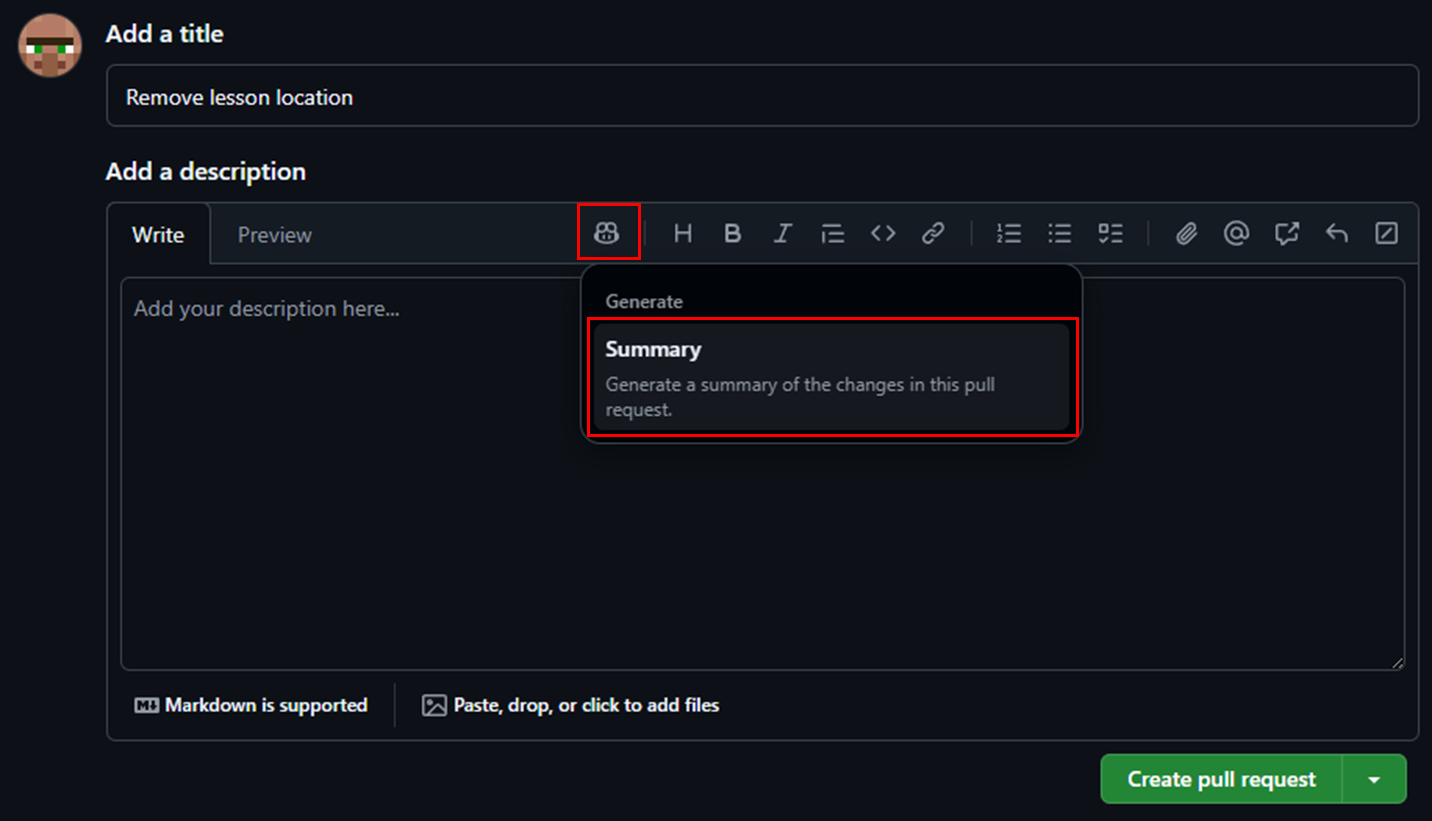 Add a title
Remove lesson location
Add a description
Write
Preview
Add your description here...
Generate
Summary
Generate a summary of the changes in this pull
request.
Markdown is supported
Paste, drop, or click to add files
Create pull request